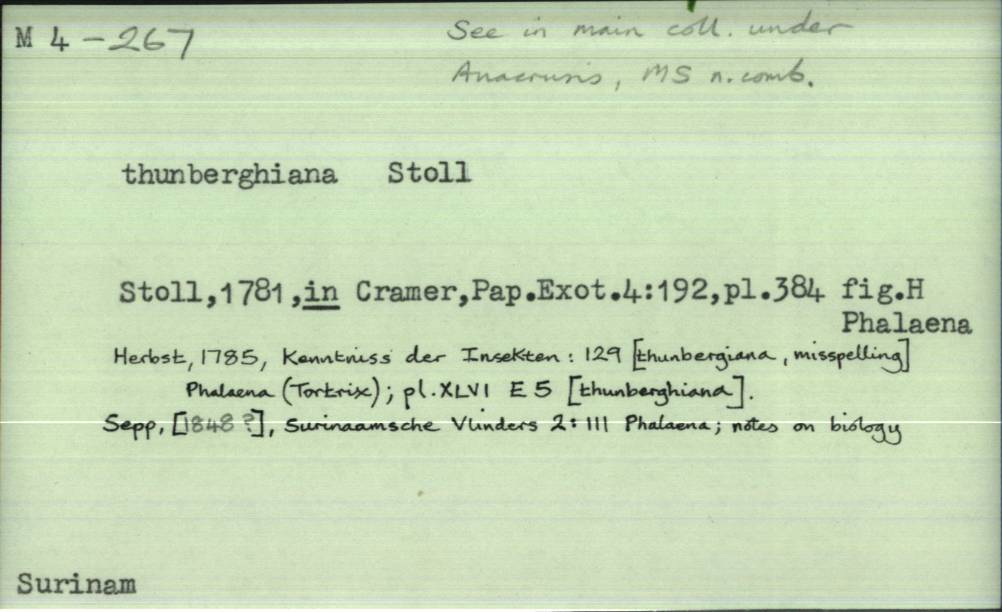 M 4 - 267
See in main coll. under
Anacrusis, MS n. comb.
thunberghiana Stoll
Stoll,1781,in Cramer,Pap.Exot.4:192,pl.384 fig.H
Phalaena
Herbst, 1785, Kenntniss der Insekten: 129 [thunbergiana, misspelling]
Phalaena (Tortrix); pl. XLVI E 5 [thunberghiana].
Sepp, [1848 ?], Surinaamsche Vlinders 2: 111 Phalaena; notes on biology
Surinam